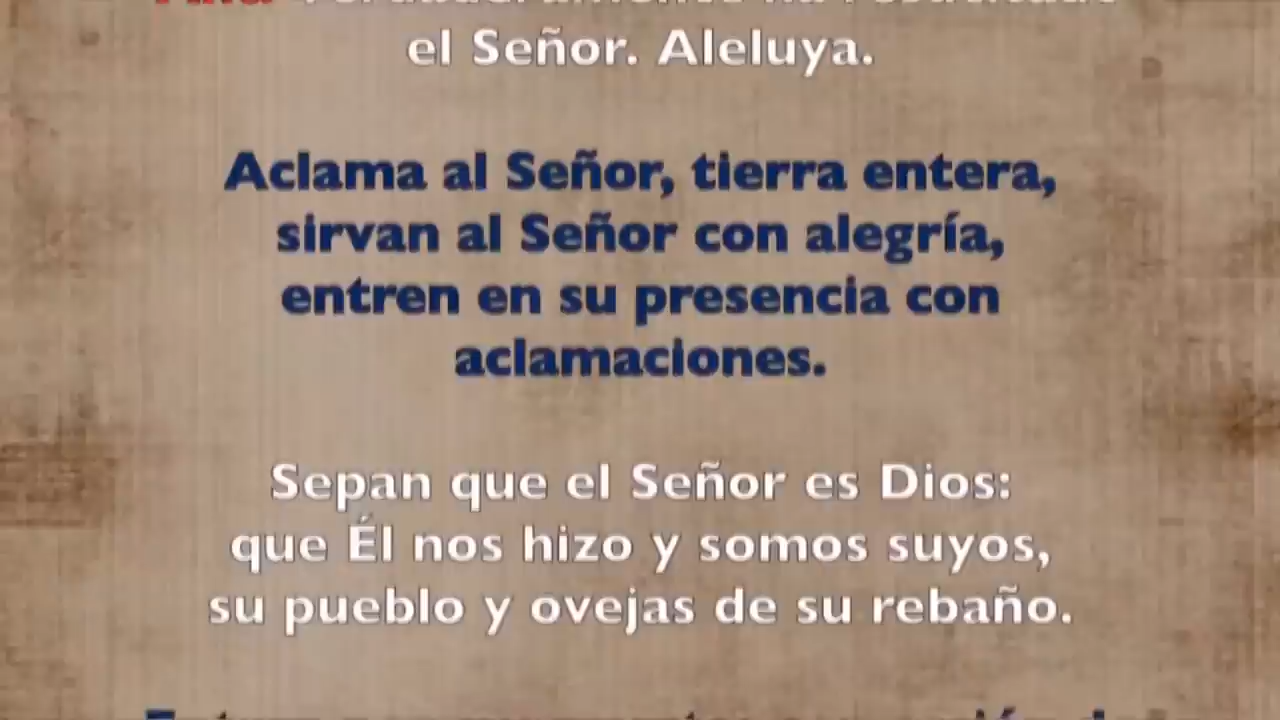 el Señor. Aleluya.
Aclama al Señor, tierra entera,
sirvan al Señor con alegría,
entren en su presencia con
aclamaciones.
Sepan que el Señor es Dios:
que Él nos hizo y somos suyos,
su pueblo y ovejas de su rebaño.